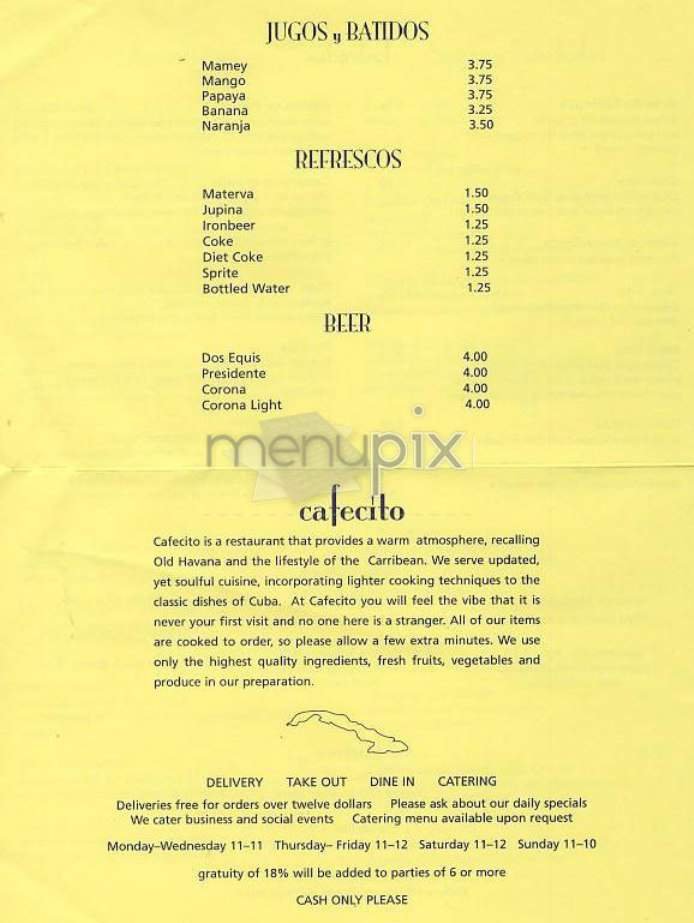 JUGOS y BATIDOS
Mamey 3.75
Mango 3.75
Papaya 3.75
Banana 3.25
Naranja 3.50
REFRESCOS
Materva 1.50
Jupina 1.50
Ironbeer 1.25
Coke 1.25
Diet Coke 1.25
Sprite 1.25
Bottled Water 1.25
BEER
Dos Equis 4.00
Presidente 4.00
Corona 4.00
Corona Light 4.00
menupix
cafecito
Cafecito is a restaurant that provides a warm atmosphere, recalling
Old Havana and the lifestyle of the Carribean. We serve updated,
yet soulful cuisine, incorporating lighter cooking techniques to the
classic dishes of Cuba. At Cafecito you will feel the vibe that it is
never your first visit and no one here is a stranger. All of our items
are cooked to order, so please allow a few extra minutes. We use
only the highest quality ingredients, fresh fruits, vegetables and
produce in our preparation.
DELIVERY TAKE OUT DINE IN CATERING
Deliveries free for orders over twelve dollars Please ask about our daily specials
We cater business and social events Catering menu available upon request
Monday–Wednesday 11–11 Thursday– Friday 11–12 Saturday 11–12 Sunday 11–10
gratuity of 18% will be added to parties of 6 or more
CASH ONLY PLEASE